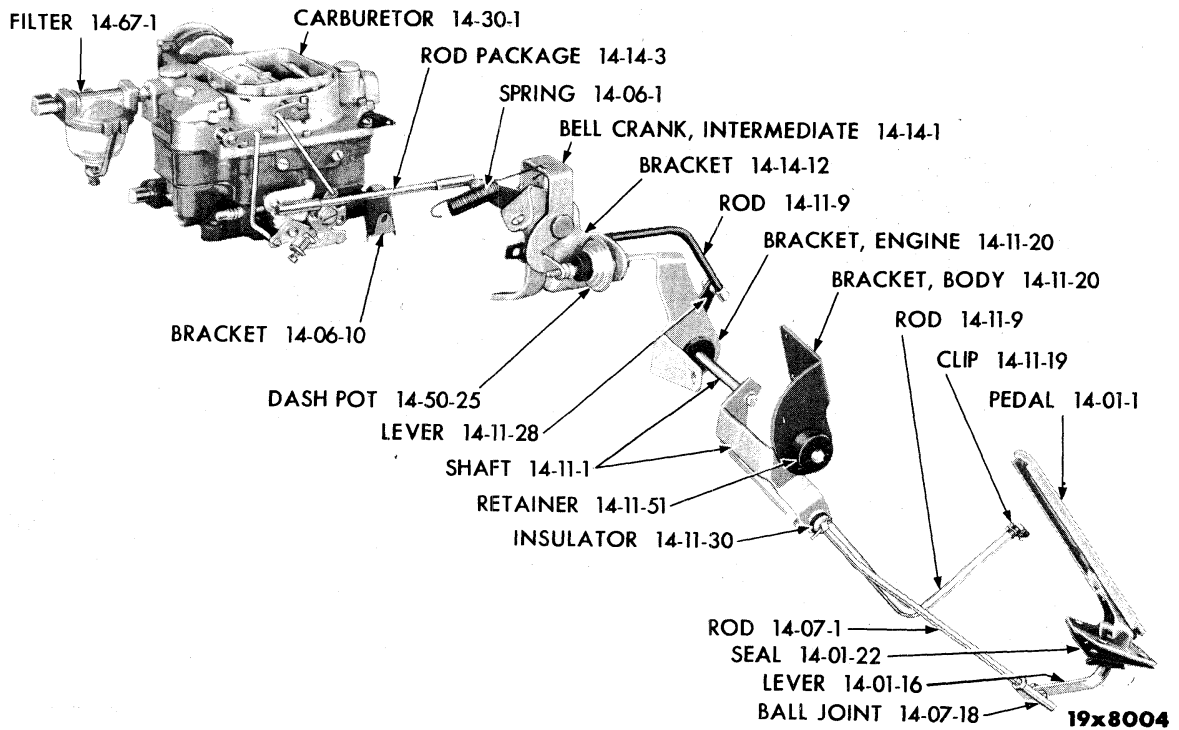 FILTER 14-67-1
CARBURETOR 14-30-1
ROD PACKAGE 14-14-3
SPRING 14-06-1
BELL CRANK, INTERMEDIATE 14-14-1
BRACKET 14-14-12
ROD 14-11-9
BRACKET, ENGINE 14-11-20
BRACKET, BODY 14-11-20
ROD 14-11-9
CLIP 14-11-19
PEDAL 14-01-1
BRACKET 14-06-10
DASH POT 14-50-25
LEVER 14-11-28
SHAFT 14-11-1
RETAINER 14-11-51
INSULATOR 14-11-30
ROD 14-07-1
SEAL 14-01-22
LEVER 14-01-16
BALL JOINT 14-07-18
19x8004